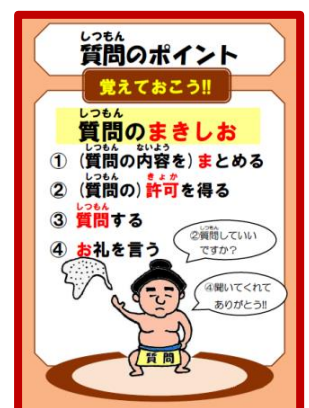 しつもん
質問のポイント
覚えておこう!!
しつもん
質問のまきしお
しつもん ないよう
① (質問の内容を) まとめる
しつもん きょか
② (質問の) 許可を得る
しつもん
③ 質問する
④ お礼を言う
しつもん
②質問していい
ですか?
④聞いてくれて
ありがとう!!
質問